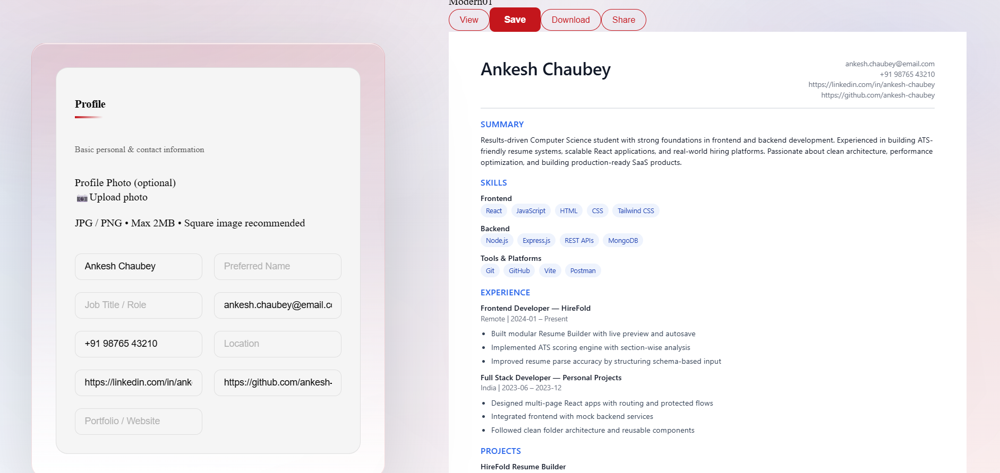 Modern01
View
Save
Download
Share
Profile
Basic personal & contact information
Profile Photo (optional)
📷 Upload photo
JPG / PNG • Max 2MB • Square image recommended
Ankesh Chaubey
Preferred Name
Job Title / Role
ankesh.chaubey@email.co
+91 98765 43210
Location
https://linkedin.com/in/ank
https://github.com/ankesh-
Portfolio / Website
Ankesh Chaubey
ankesh.chaubey@email.com
+91 98765 43210
https://linkedin.com/in/ankesh-chaubey
https://github.com/ankesh-chaubey
SUMMARY
Results-driven Computer Science student with strong foundations in frontend and backend development. Experienced in building ATS-
friendly resume systems, scalable React applications, and real-world hiring platforms. Passionate about clean architecture, performance
optimization, and building production-ready SaaS products.
SKILLS
Frontend
React JavaScript HTML CSS Tailwind CSS
Backend
Node.js Express.js REST APIs MongoDB
Tools & Platforms
Git GitHub Vite Postman
EXPERIENCE
Frontend Developer — HireFold
Remote | 2024-01 – Present
• Built modular Resume Builder with live preview and autosave
• Implemented ATS scoring engine with section-wise analysis
• Improved resume parse accuracy by structuring schema-based input
Full Stack Developer — Personal Projects
India | 2023-06 – 2023-12
• Designed multi-page React apps with routing and protected flows
• Integrated frontend with mock backend services
• Followed clean folder architecture and reusable components
PROJECTS
HireFold Resume Builder